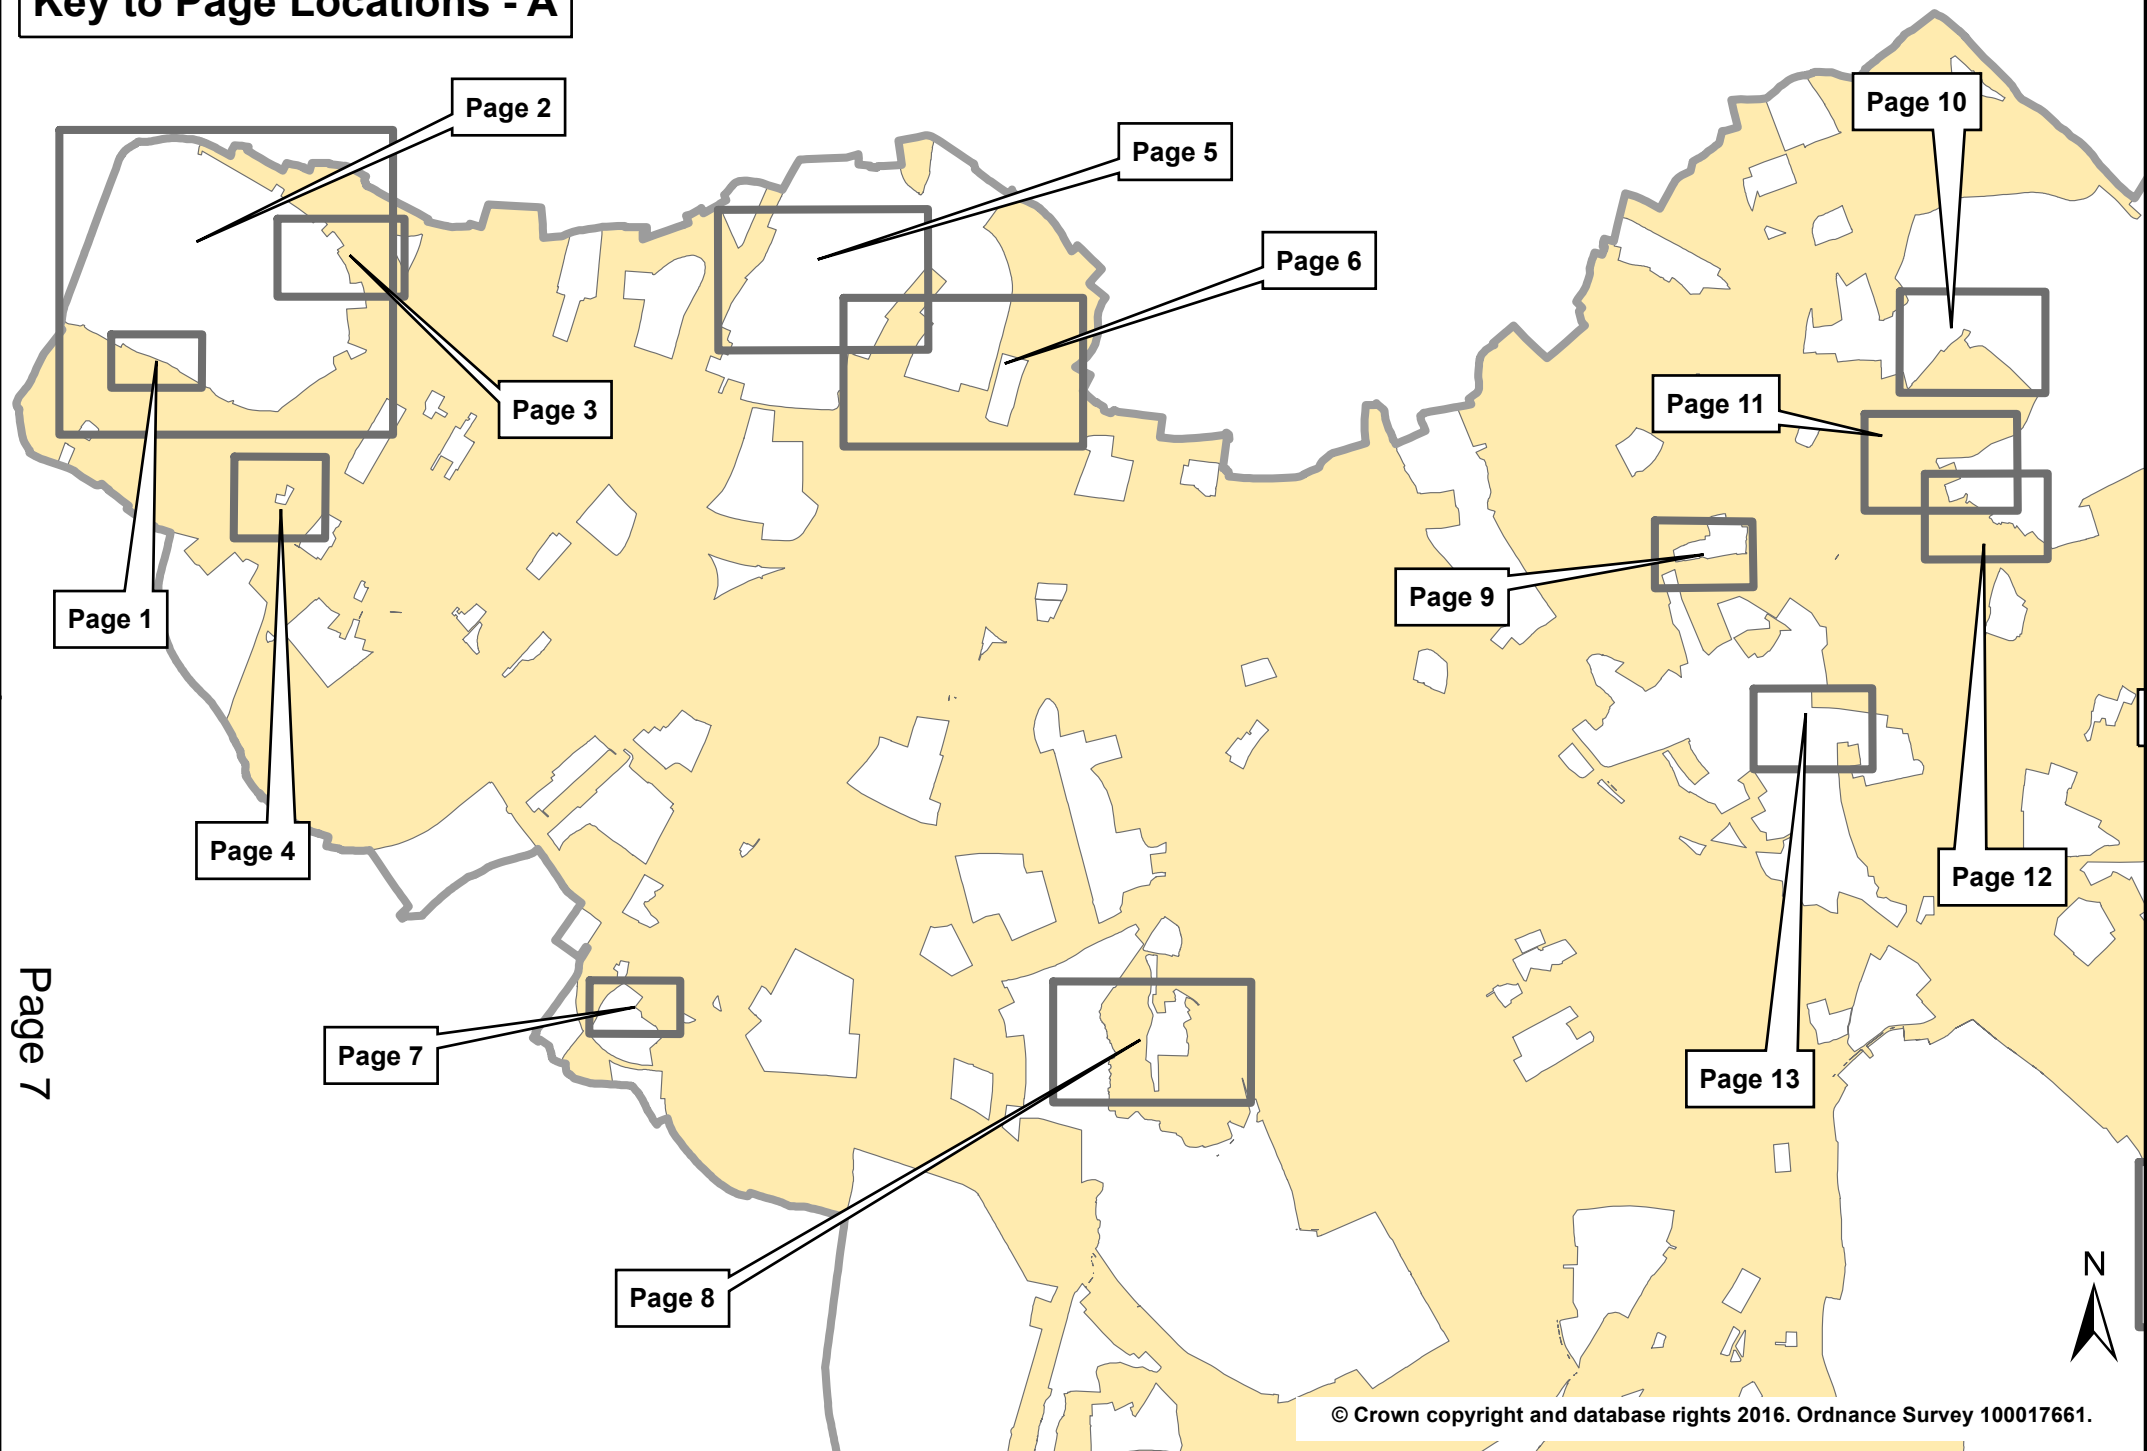 Key to Page Locations - A
Page 2
Page 5
Page 10
Page 6
Page 3
Page 11
Page 9
Page 1
Page 4
Page 12
Page 7
Page 7
Page 13
Page 8
N
© Crown copyright and database rights 2016. Ordnance Survey 100017661.